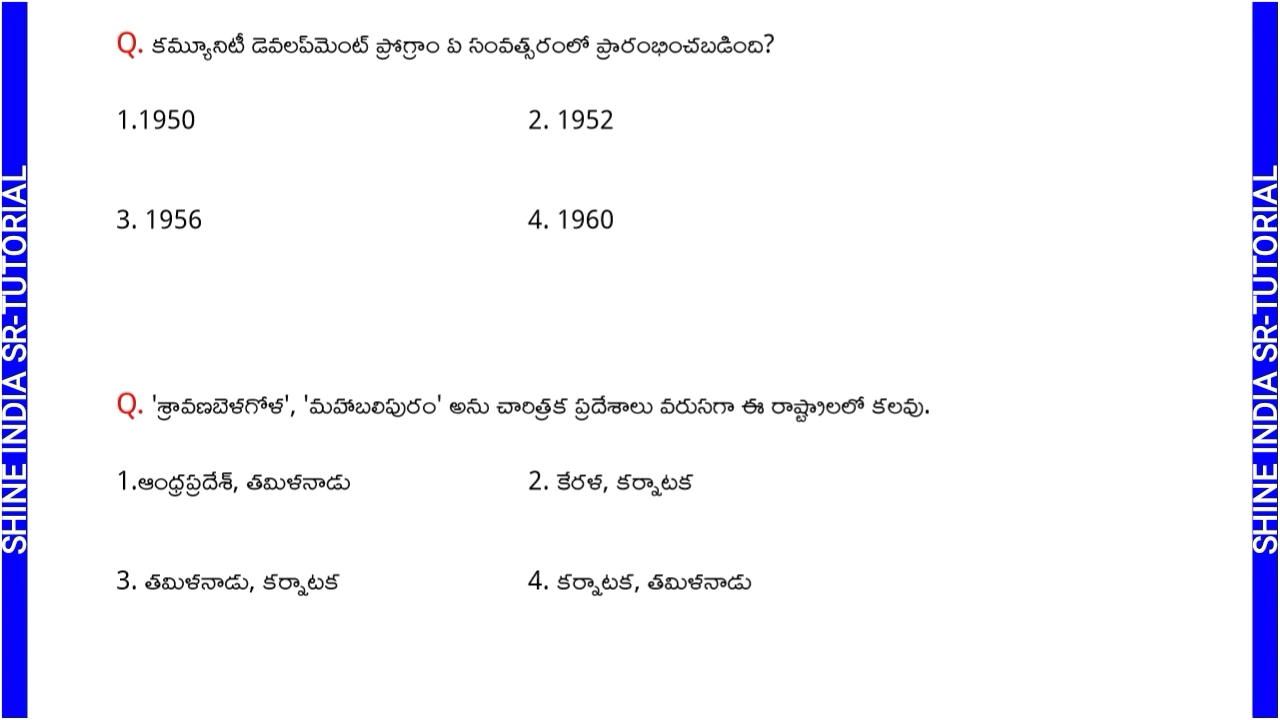 Q. కమ్యూనిటీ డెవలప్‌మెంట్ ప్రోగ్రాం ఏ సంవత్సరంలో ప్రారంభించబడింది?
1.1950
2. 1952
3. 1956
4. 1960
Q. 'శ్రావణబెళగోళ', 'మహాబలిపురం' అను చారిత్రక ప్రదేశాలు వరుసగా ఈ రాష్ట్రాలలో కలవు.
1.ఆంధ్రప్రదేశ్, తమిళనాడు
2. కేరళ, కర్నాటక
3. తమిళనాడు, కర్నాటక
4. కర్నాటక, తమిళనాడు
SHINE INDIA SR-TUTORIAL
SHINE INDIA SR-TUTORIAL